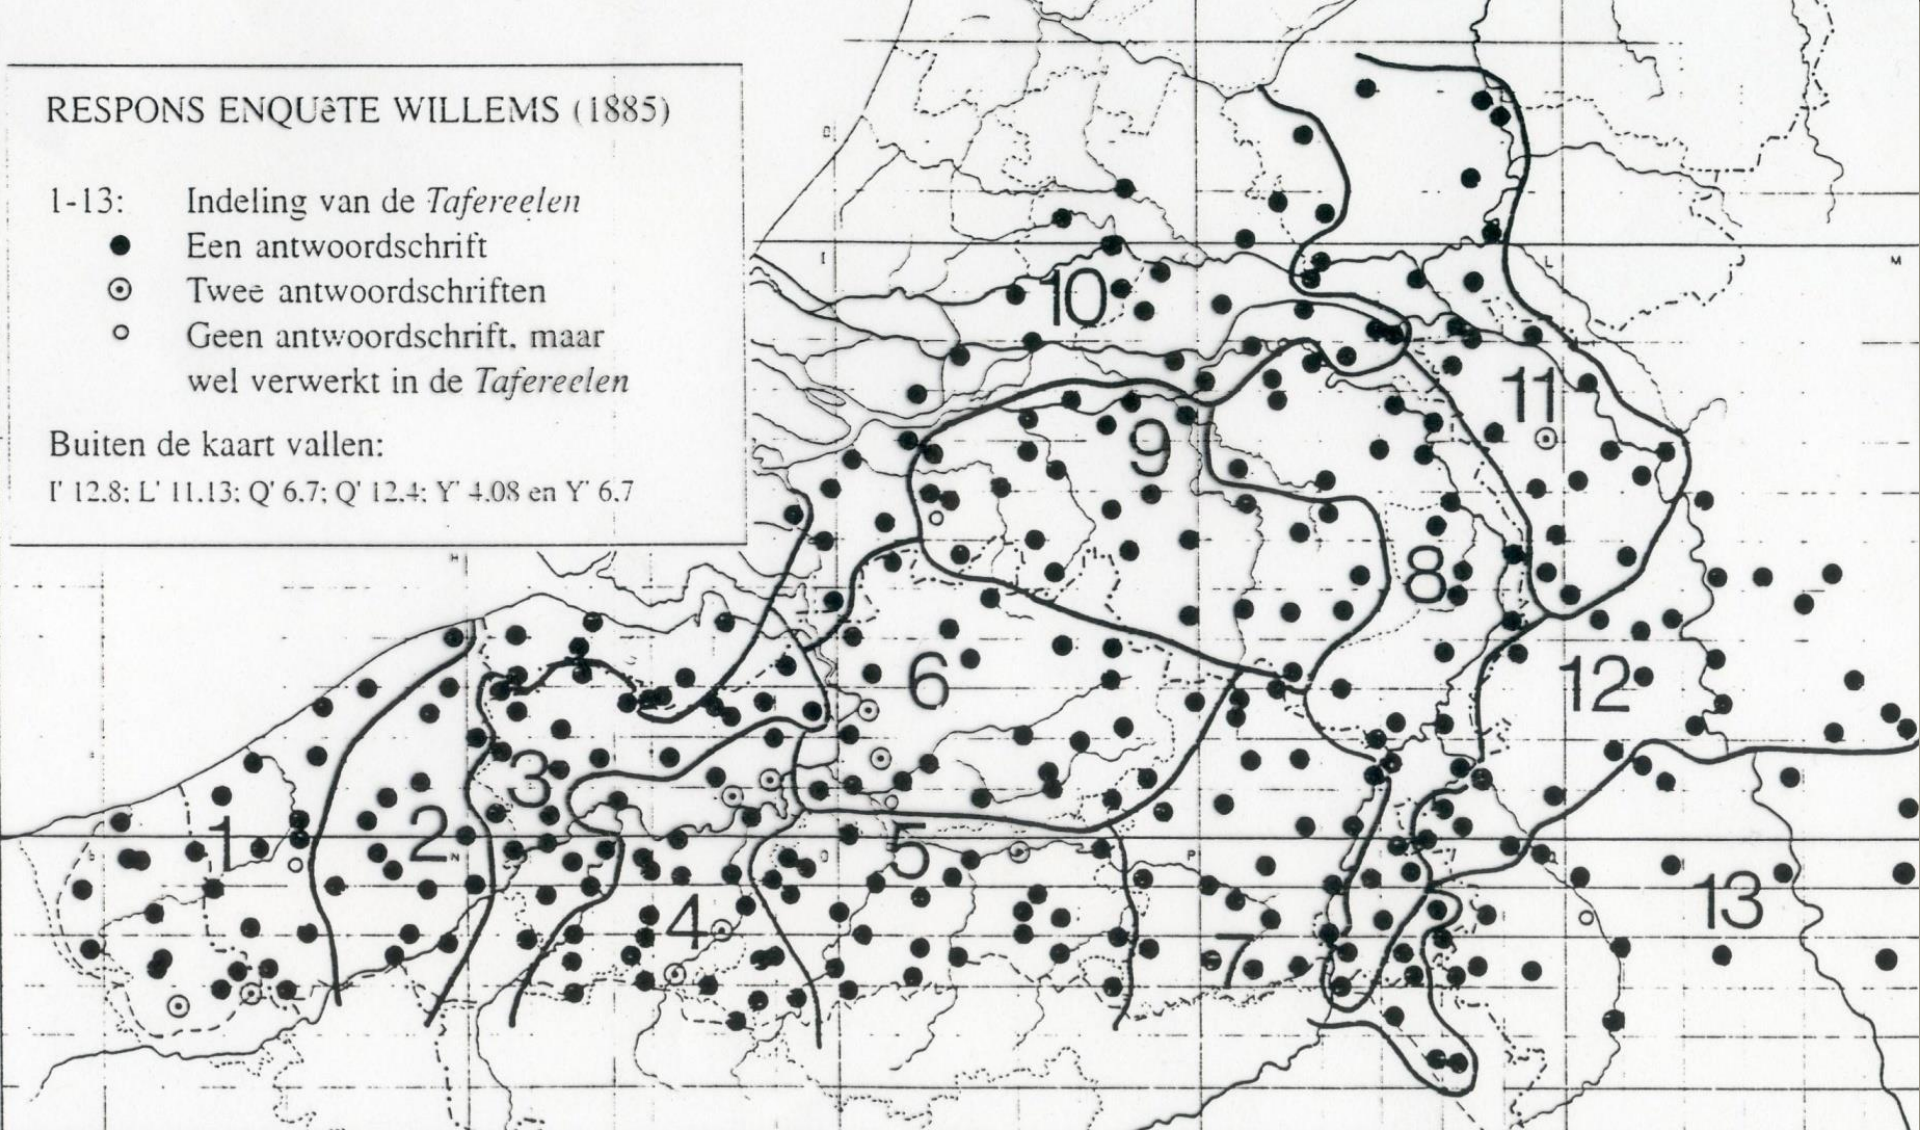 RESPONS ENQUêTE WILLEMS (1885)
1-13: Indeling van de Tafereelen
Een antwoordschrift
Twee antwoordschriften
Geen antwoordschrift, maar
wel verwerkt in de Tafereelen
Buiten de kaart vallen:
I' 12.8; L' 11.13; Q' 6.7; Q' 12.4; Y' 4.08 en Y' 6.7
I
L
M
10
11
9
H
8
6
12
3
1
2
N
5
O
P
13
4
7